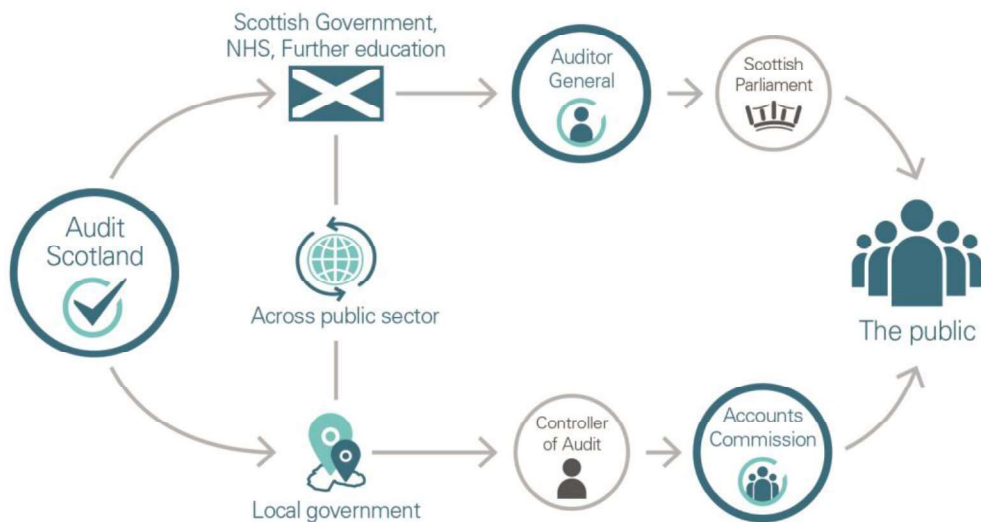 Scottish Government,
NHS, Further education
Auditor
General
Scottish
Parliament
Audit
Scotland
Across public sector
The public
Controller
of Audit
Accounts
Commission
Local government